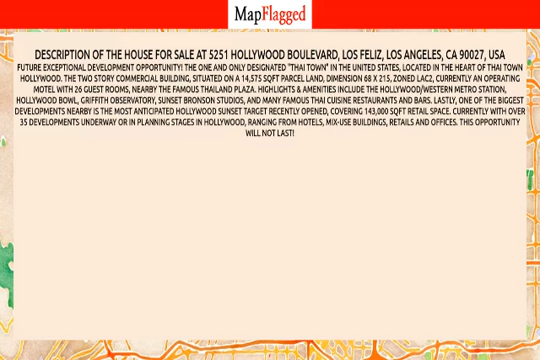 MapFlagged
DESCRIPTION OF THE HOUSE FOR SALE AT 5251 HOLLYWOOD BOULEVARD, LOS FELIZ, LOS ANGELES, CA 90027, USA
FUTURE EXCEPTIONAL DEVELOPMENT OPPORTUNITY! THE ONE AND ONLY DESIGNATED "THAI TOWN" IN THE UNITED STATES, LOCATED IN THE HEART OF THAI TOWN
HOLLYWOOD. THE TWO STORY COMMERCIAL BUILDING, SITUATED ON A 14,575 SQFT PARCEL LAND, DIMENSION 68 X 215, ZONED LAC2, CURRENTLY AN OPERATING
MOTEL WITH 26 GUEST ROOMS, NEARBY THE FAMOUS THAILAND PLAZA. HIGHLIGHTS & AMENITIES INCLUDE THE HOLLYWOOD/WESTERN METRO STATION,
HOLLYWOOD BOWL, GRIFFITH OBSERVATORY, SUNSET BRONSON STUDIOS, AND MANY FAMOUS THAI CUISINE RESTAURANTS AND BARS. LASTLY, ONE OF THE BIGGEST
DEVELOPMENTS NEARBY IS THE MOST ANTICIPATED HOLLYWOOD SUNSET TARGET RECENTLY OPENED, COVERING 143,000 SQFT RETAIL SPACE. CURRENTLY WITH OVER
35 DEVELOPMENTS UNDERWAY OR IN PLANNING STAGES IN HOLLYWOOD, RANGING FROM HOTELS, MIX-USE BUILDINGS, RETAILS AND OFFICES. THIS OPPORTUNITY
WILL NOT LAST!